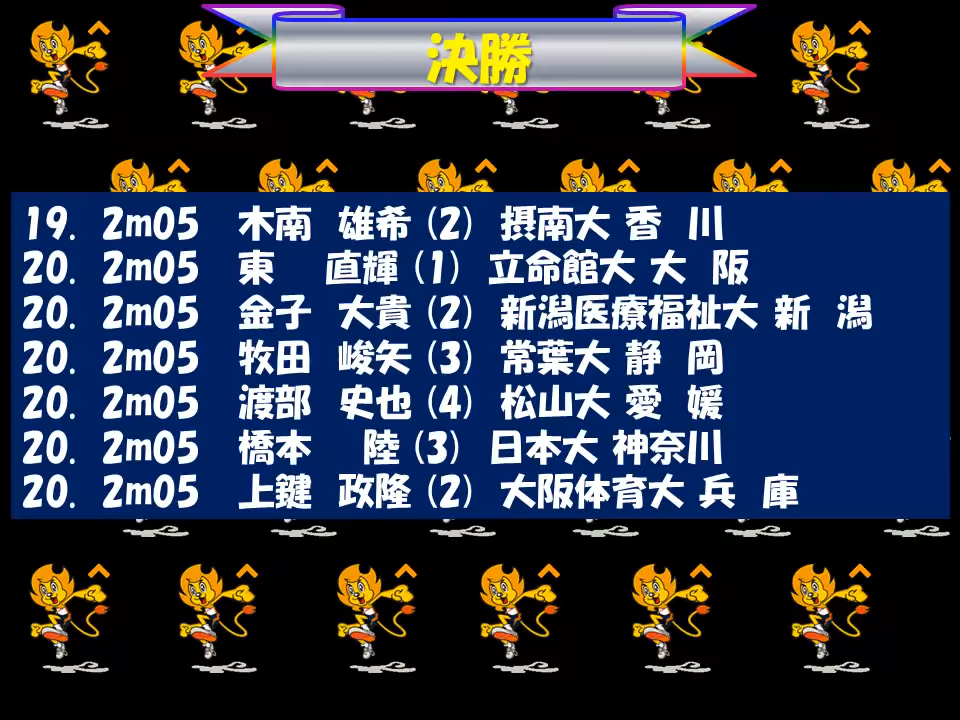 決勝
19. 2m05 木南 雄希 (2) 摂南大 香 川
20. 2m05 東 直輝 (1) 立命館大 大 阪
20. 2m05 金子 大貴 (2) 新潟医療福祉大 新 潟
20. 2m05 牧田 峻矢 (3) 常葉大 静 岡
20. 2m05 渡部 史也 (4) 松山大 愛 媛
20. 2m05 橋本 陸 (3) 日本大 神奈川
20. 2m05 上鍵 政隆 (2) 大阪体育大 兵 庫